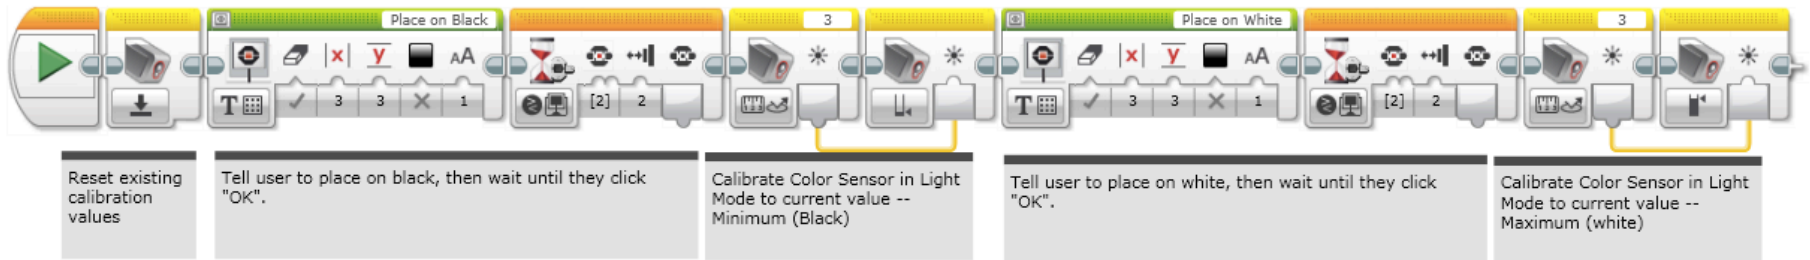 Place on Black
3
Place on White
3
x y AA
T 3 3 1
[2] 2
x y AA
T 3 3 1
[2] 2
Reset existing
calibration
values
Tell user to place on black, then wait until they click
"OK".
Calibrate Color Sensor in Light
Mode to current value --
Minimum (Black)
Tell user to place on white, then wait until they click
"OK".
Calibrate Color Sensor in Light
Mode to current value --
Maximum (white)